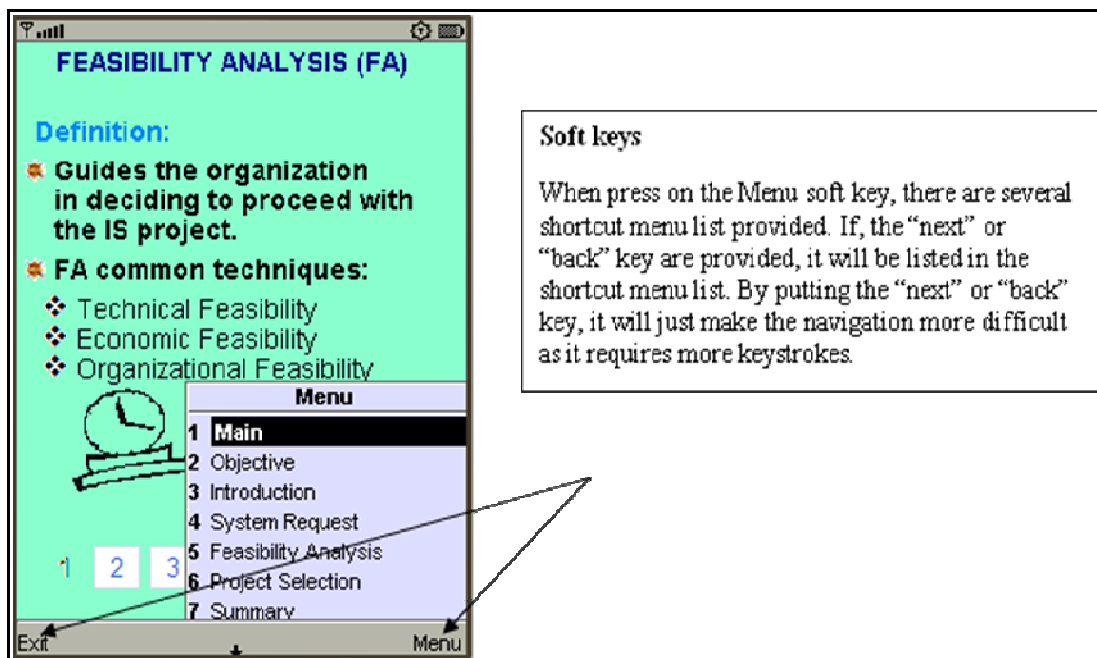 FEASIBILITY ANALYSIS (FA)
Definition:
Guides the organization
in deciding to proceed with
the IS project.
FA common techniques:
Technical Feasibility
Economic Feasibility
Organizational Feasibility
Menu
1 Main
2 Objective
3 Introduction
4 System Request
5 Feasibility Analysis
6 Project Selection
7 Summary
1 2 3
Exit
Menu
Soft keys
When press on the Menu soft key, there are several
shortcut menu list provided. If, the “next” or
“back” key are provided, it will be listed in the
shortcut menu list. By putting the “next” or “back”
key, it will just make the navigation more difficult
as it requires more keystrokes.